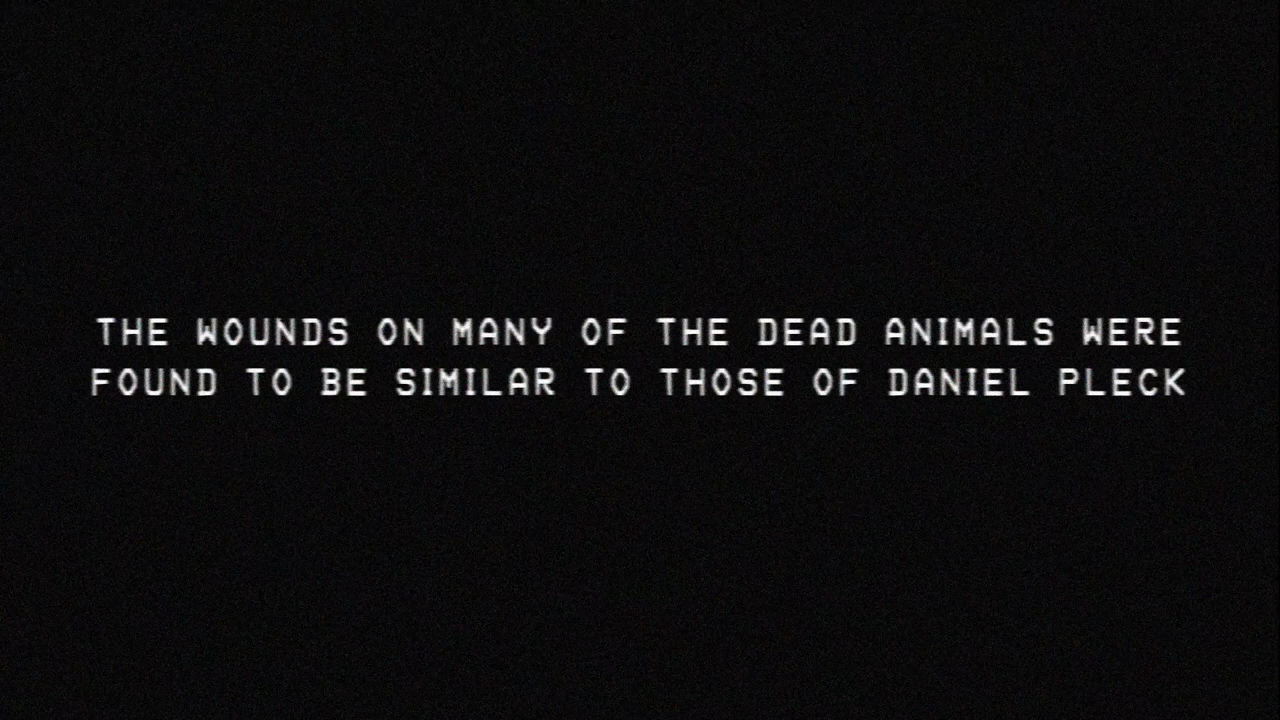 THE WOUNDS ON MANY OF THE DEAD ANIMALS WERE
FOUND TO BE SIMILAR TO THOSE OF DANIEL PLECK